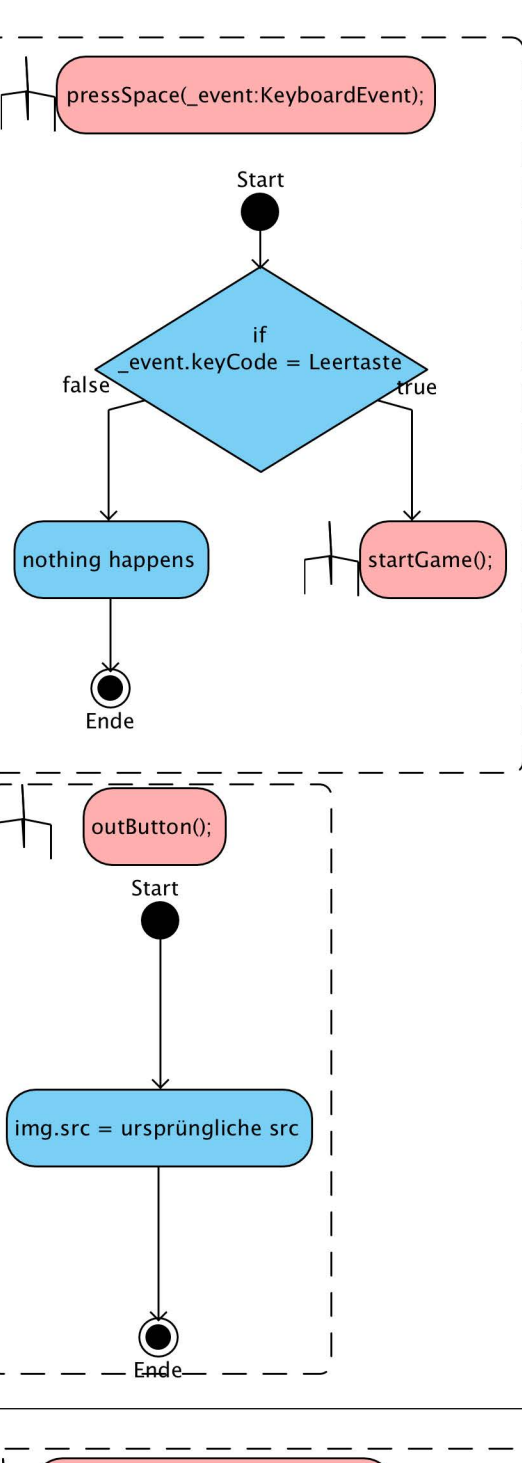 pressSpace(_event:KeyboardEvent);
Start
if
_event.keyCode = Leertaste
false
true
nothing happens
startGame();
Ende
outButton();
Start
img.src = ursprüngliche src
Ende